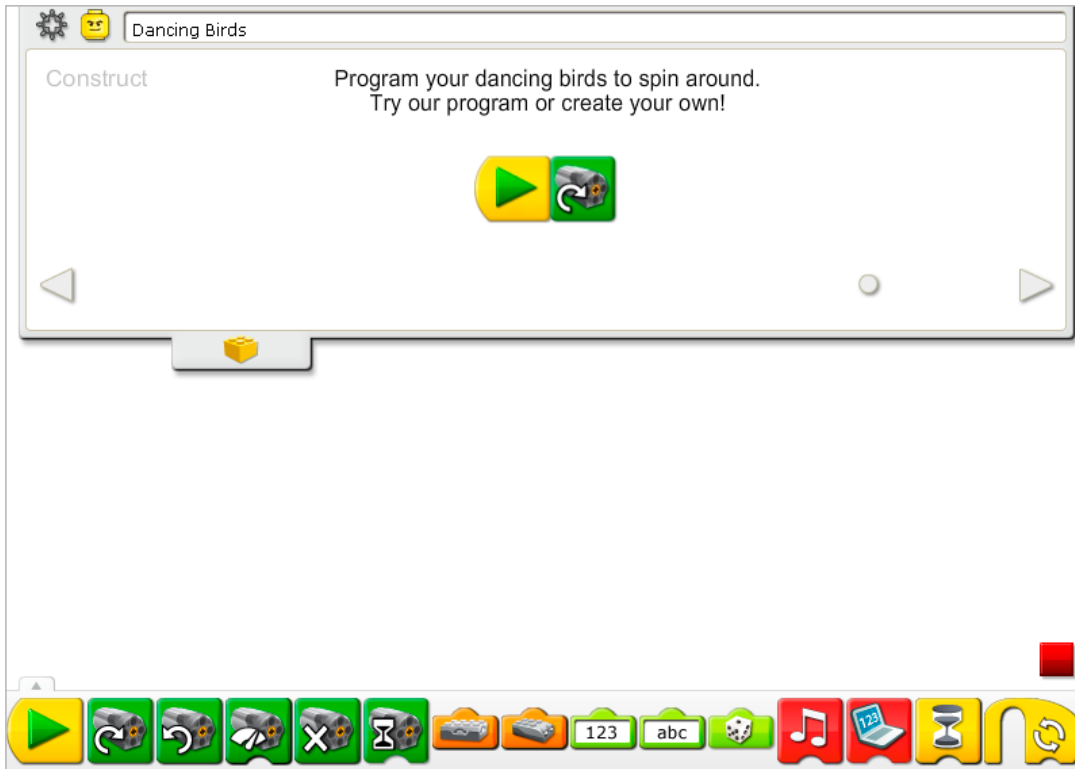 Dancing Birds
Construct
Program your dancing birds to spin around.
Try our program or create your own!
123
abc
123